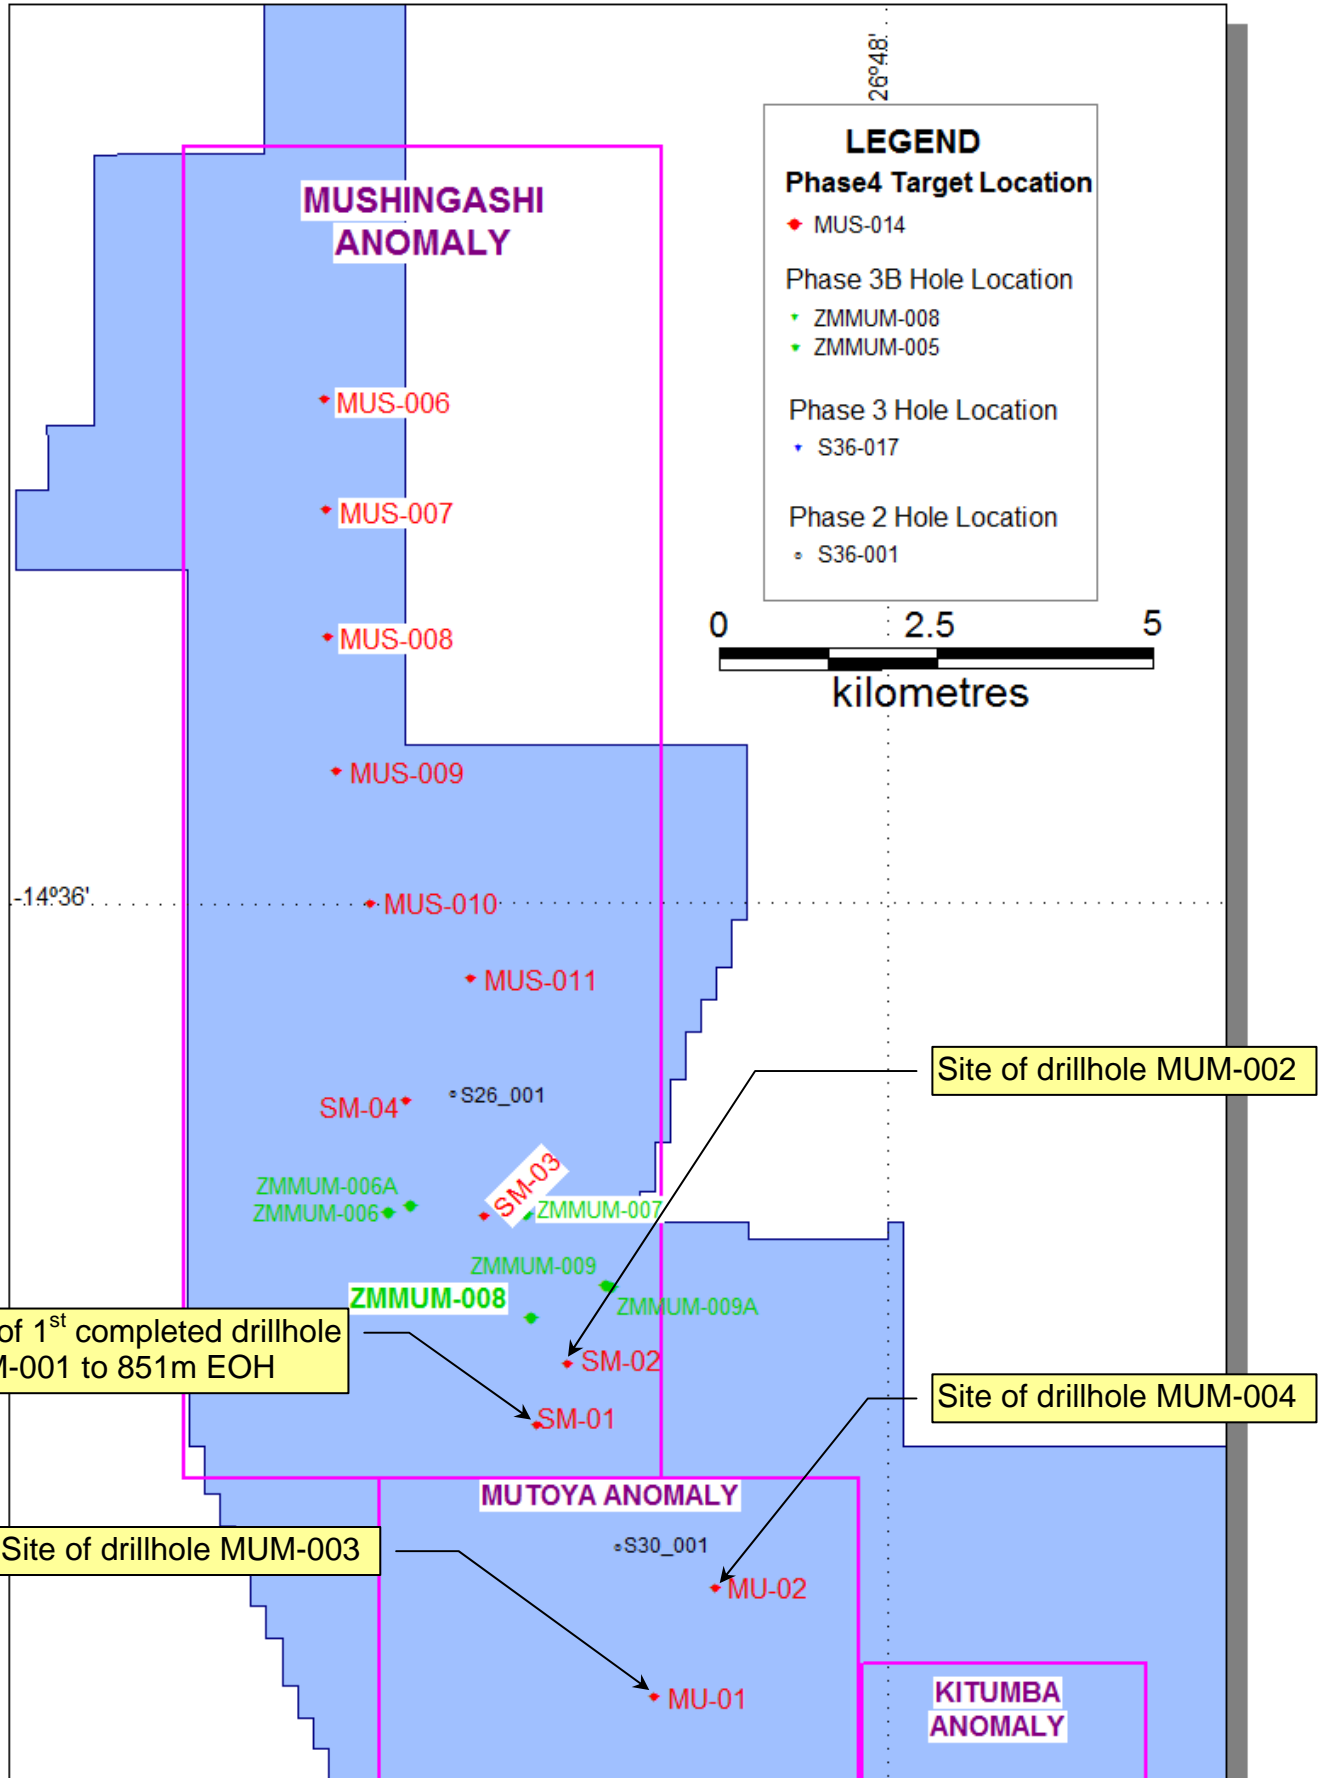 26°48'
LEGEND
Phase4 Target Location
MUS-014
Phase 3B Hole Location
ZMMUM-008
ZMMUM-005
Phase 3 Hole Location
S36-017
Phase 2 Hole Location
S36-001
0 2.5 5
kilometres
MUSHINGASHI
ANOMALY
MUS-006
MUS-007
MUS-008
MUS-009
-14°36'
MUS-010
MUS-011
Site of drillhole MUM-002
S26_001
SM-04
SM-03
ZMMUM-006A
ZMMUM-006
ZMMUM-007
ZMMUM-009
ZMMUM-008
ZMMUM-009A
of 1st completed drillhole
M-001 to 851m EOH
SM-02
Site of drillhole MUM-004
SM-01
MUTOYA ANOMALY
Site of drillhole MUM-003
S30_001
MU-02
MU-01
KITUMBA
ANOMALY